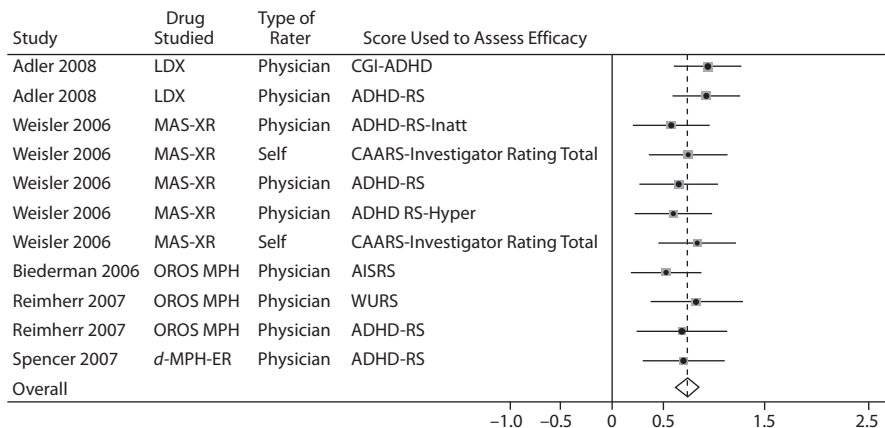 Study Drug Studied Type of Rater Score Used to Assess Efficacy
Adler 2008 LDX Physician CGI-ADHD
Adler 2008 LDX Physician ADHD-RS
Weisler 2006 MAS-XR Physician ADHD-RS-Inatt
Weisler 2006 MAS-XR Self CAARS-Investigator Rating Total
Weisler 2006 MAS-XR Physician ADHD-RS
Weisler 2006 MAS-XR Physician ADHD RS-Hyper
Weisler 2006 MAS-XR Self CAARS-Investigator Rating Total
Biederman 2006 OROS MPH Physician AISRS
Reimherr 2007 OROS MPH Physician WURS
Reimherr 2007 OROS MPH Physician ADHD-RS
Spencer 2007 d-MPH-ER Physician ADHD-RS
Overall
−1.0 −0.5 0 0.5 1.5 2.5